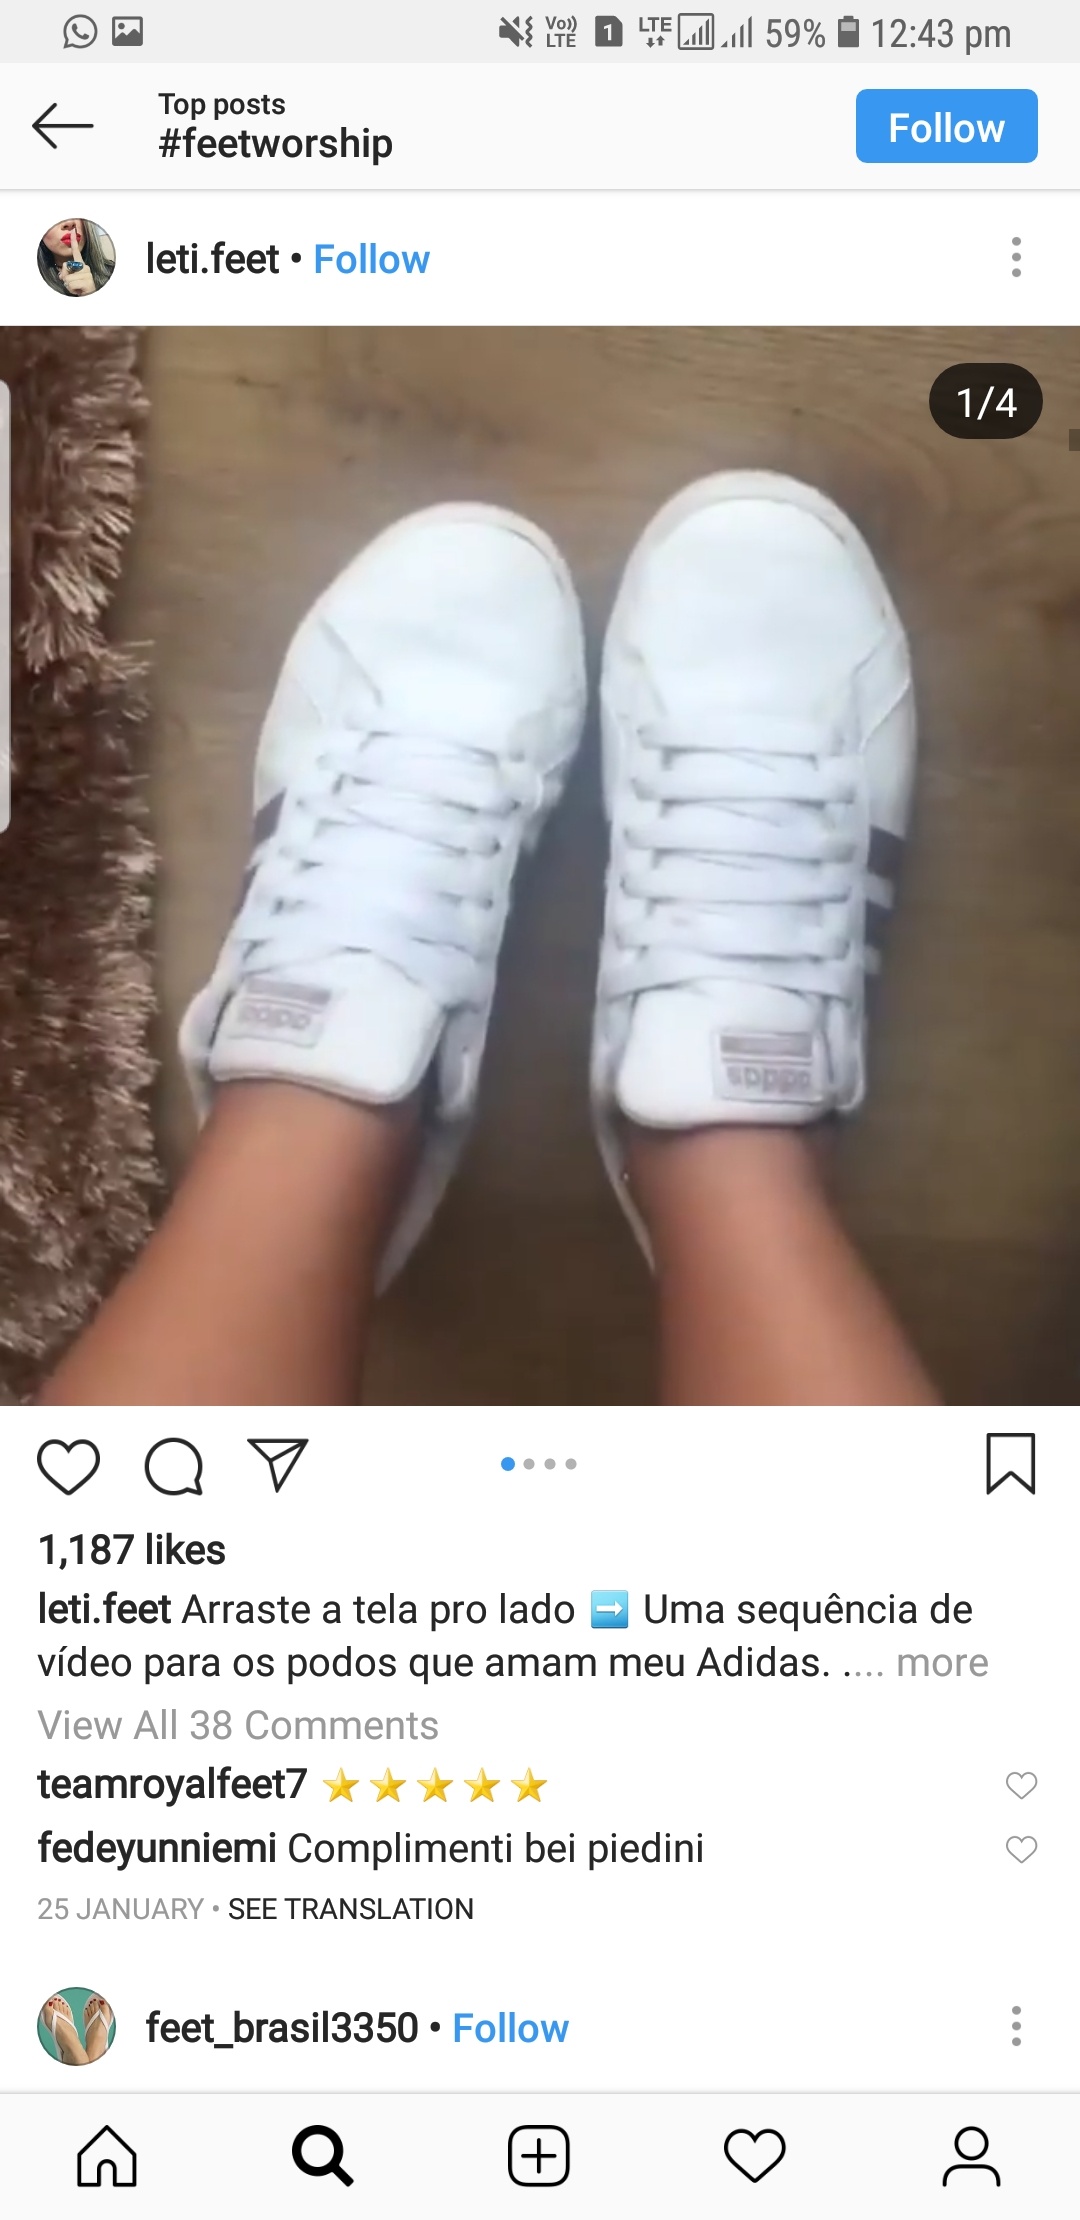 Vo))
LTE
1
LTE
59%
12:43 pm
Top posts
#feetworship
Follow
leti.feet • Follow
1/4
adidas
adidas
1,187 likes
leti.feet Arraste a tela pro lado ➡️ Uma sequência de
vídeo para os podos que amam meu Adidas. .... more
View All 38 Comments
teamroyalfeet7 ⭐⭐⭐⭐⭐
fedeyunniemi Complimenti bei piedini
25 JANUARY • SEE TRANSLATION
feet_brasil3350 • Follow